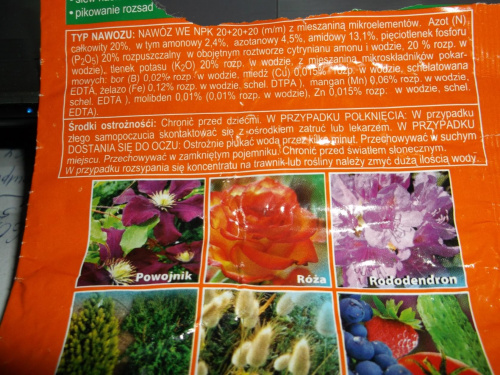 • pikowanie rozsad
TYP NAWOZU: NAWÓZ WE NPK 20+20+20 (m/m) z mieszaniną mikroelementów. Azot (N)
całkowity 20%, w tym amonowy 2,4%, azotanowy 4,5%, amidowy 13,1%, pięciotlenek fosforu
(P₂O₅) 20% rozpuszczalny w obojętnym roztworze cytrynianu amonu i wodzie, 20 % rozp. w
wodzie), tlenek potasu (K₂O) 20% rozp. w wodzie, z mieszaniną mikroskładników pokar-
mowych: bor (B) 0,02% rozp w wodzie, miedź (Cu) 0,015% rozp. w wodzie, schelatowana
EDTA, żelazo (Fe) 0,12% rozp. w wodzie, schel. DTPA ), mangan (Mn) 0,06% rozp. w wodzie,
schel. EDTA ), molibden 0,01% (0,01% rozp. w wodzie), Zn 0,015% rozp: w wodzie, schel.
EDTA)
Środki ostrożności: Chronić przed dziećmi. W PRZYPADKU POŁKNIĘCIA: W przypadku
złego samopoczucia skontaktować się z ośrodkiem zatruć lub lekarzem. W PRZYPADKU
DOSTANIA SIĘ DO OCZU: Ostrożnie płukać wodą przez kilka minut. Przechowywać w suchym
miejscu. Przechowywać w zamkniętym pojemniku. Chronić przed światłem słonecznym.
W przypadku rozsypania się koncentratu na trawnik lub rośliny należy zmyć dużą ilością wody.
Powojnik
Róża
Rododendron